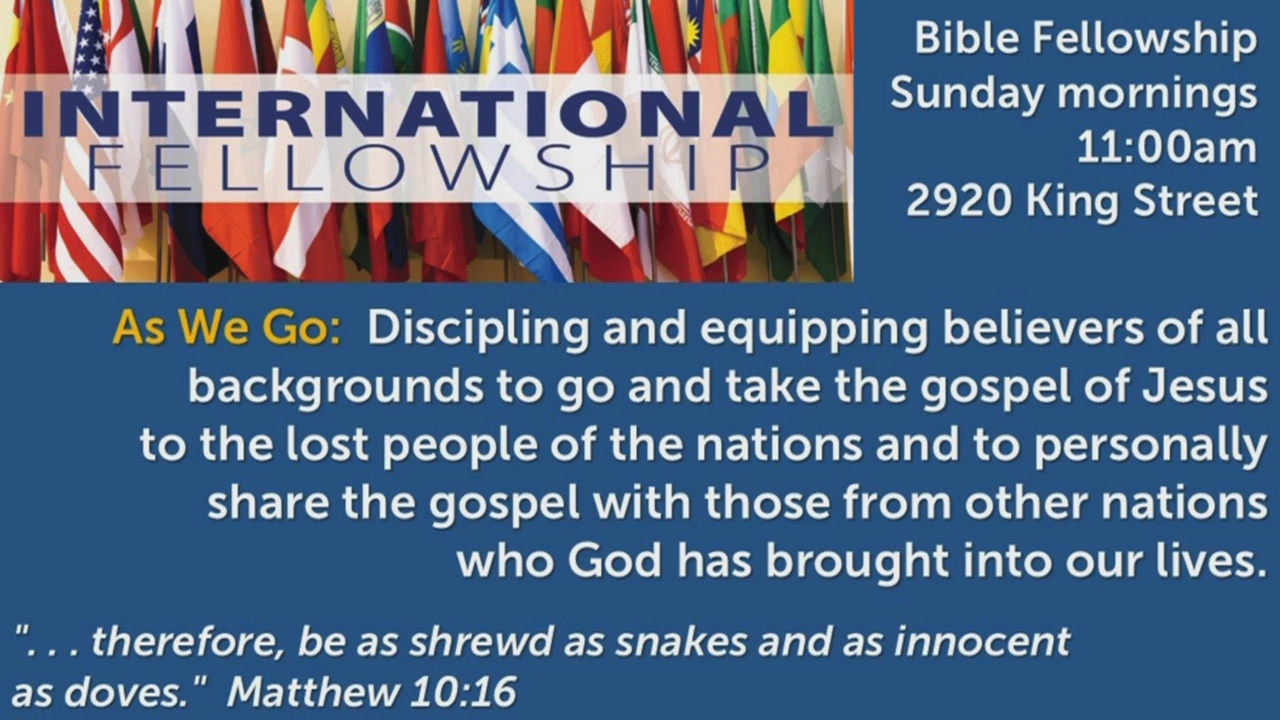 INTERNATIONAL
FELLOWSHIP
Bible Fellowship
Sunday mornings
11:00am
2920 King Street
As We Go: Discipling and equipping believers of all
backgrounds to go and take the gospel of Jesus
to the lost people of the nations and to personally
share the gospel with those from other nations
who God has brought into our lives.
". . . therefore, be as shrewd as snakes and as innocent
as doves." Matthew 10:16